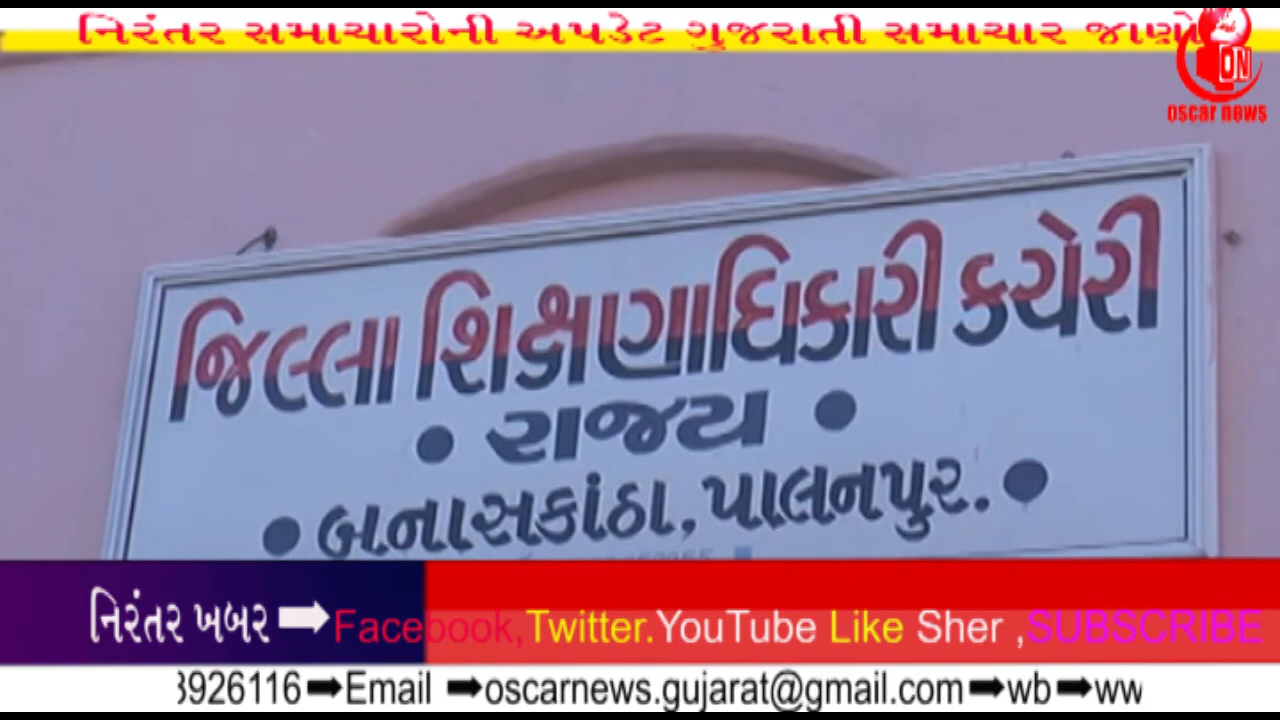 નિરંતર સમાચારોની અપડેટ ગુજરાતી સમાચાર જાણો
ON
oscar news
જિલ્લા શિક્ષણાધિકારી કચેરી
• રાજય •
• બનાસકાંઠા, પાલનપુર. •
નિરંતર ખબર ➡ Facebook, Twitter. YouTube Like Sher , SUBSCRIBE
3926116 ➡ Email ➡ oscarnews.gujarat@gmail.com ➡ wb ➡ ww